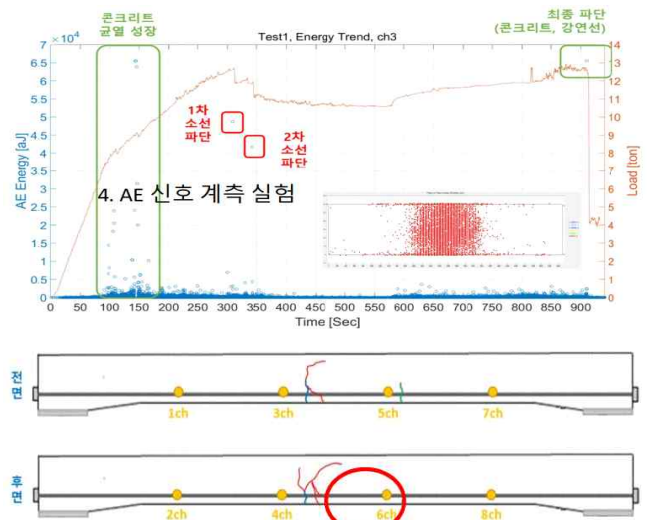 콘크리트
균열 성장
최종 파단
(콘크리트, 강연선)
Test1, Energy Trend, ch3
7 ×10⁴
6.5
6
5.5
5
4.5
4
3.5
3
2.5
2
1.5
1
0.5
0
AE Energy [aJ]
1차
소선
파단
2차
소선
파단
4. AE 신호 계측 실험
14
13
12
11
10
9
8
7
6
5
4
3
2
1
0
Load [ton]
0 50 100 150 200 250 300 350 400 450 500 550 600 650 700 750 800 850 900
Time [Sec]
전면
1ch 3ch 5ch 7ch
후면
2ch 4ch 6ch 8ch